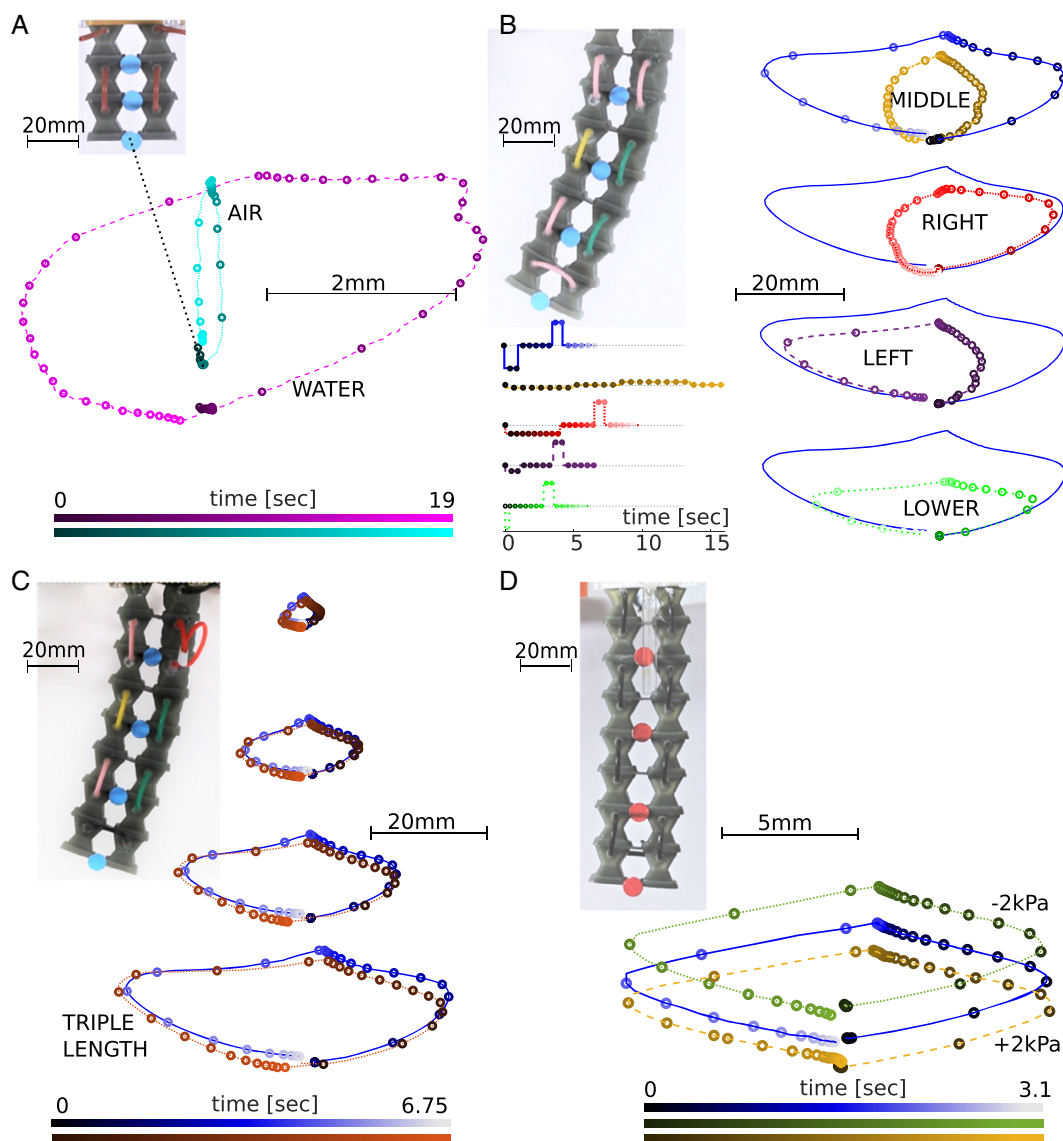 A
20mm
AIR
2mm
WATER
0 time [sec] 19
B
20mm
MIDDLE
RIGHT
20mm
LEFT
LOWER
time [sec]
0 5 10 15
C
20mm
20mm
TRIPLE
LENGTH
0 time [sec] 6.75
D
20mm
5mm
-2kPa
+2kPa
0 time [sec] 3.1